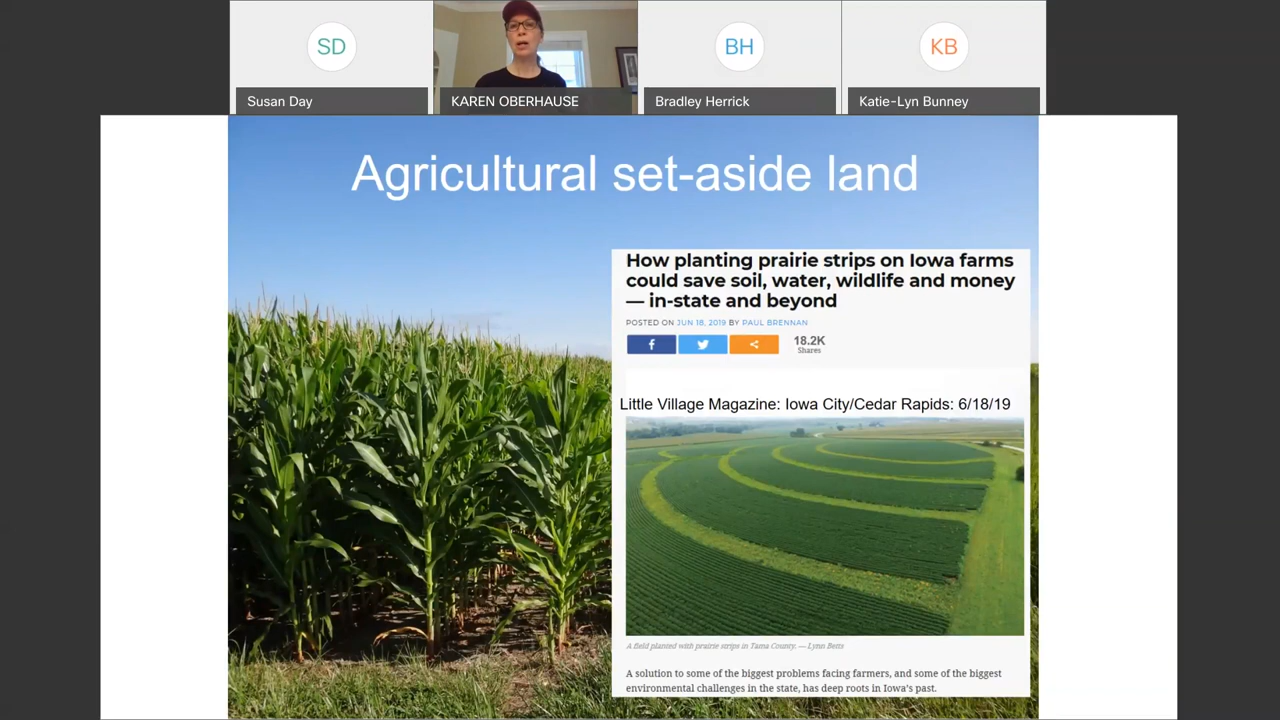 SD
BH
KB
Susan Day
KAREN OBERHAUSE
Bradley Herrick
Katie-Lyn Bunney
Agricultural set-aside land
How planting prairie strips on Iowa farms
could save soil, water, wildlife and money
— in-state and beyond
POSTED ON JUN 18, 2019 BY PAUL BRENNAN
f
18.2K
Shares
Little Village Magazine: Iowa City/Cedar Rapids: 6/18/19
A field planted with prairie strips in Tama County. — Lynn Betts
A solution to some of the biggest problems facing farmers, and some of the biggest
environmental challenges in the state, has deep roots in Iowa's past.